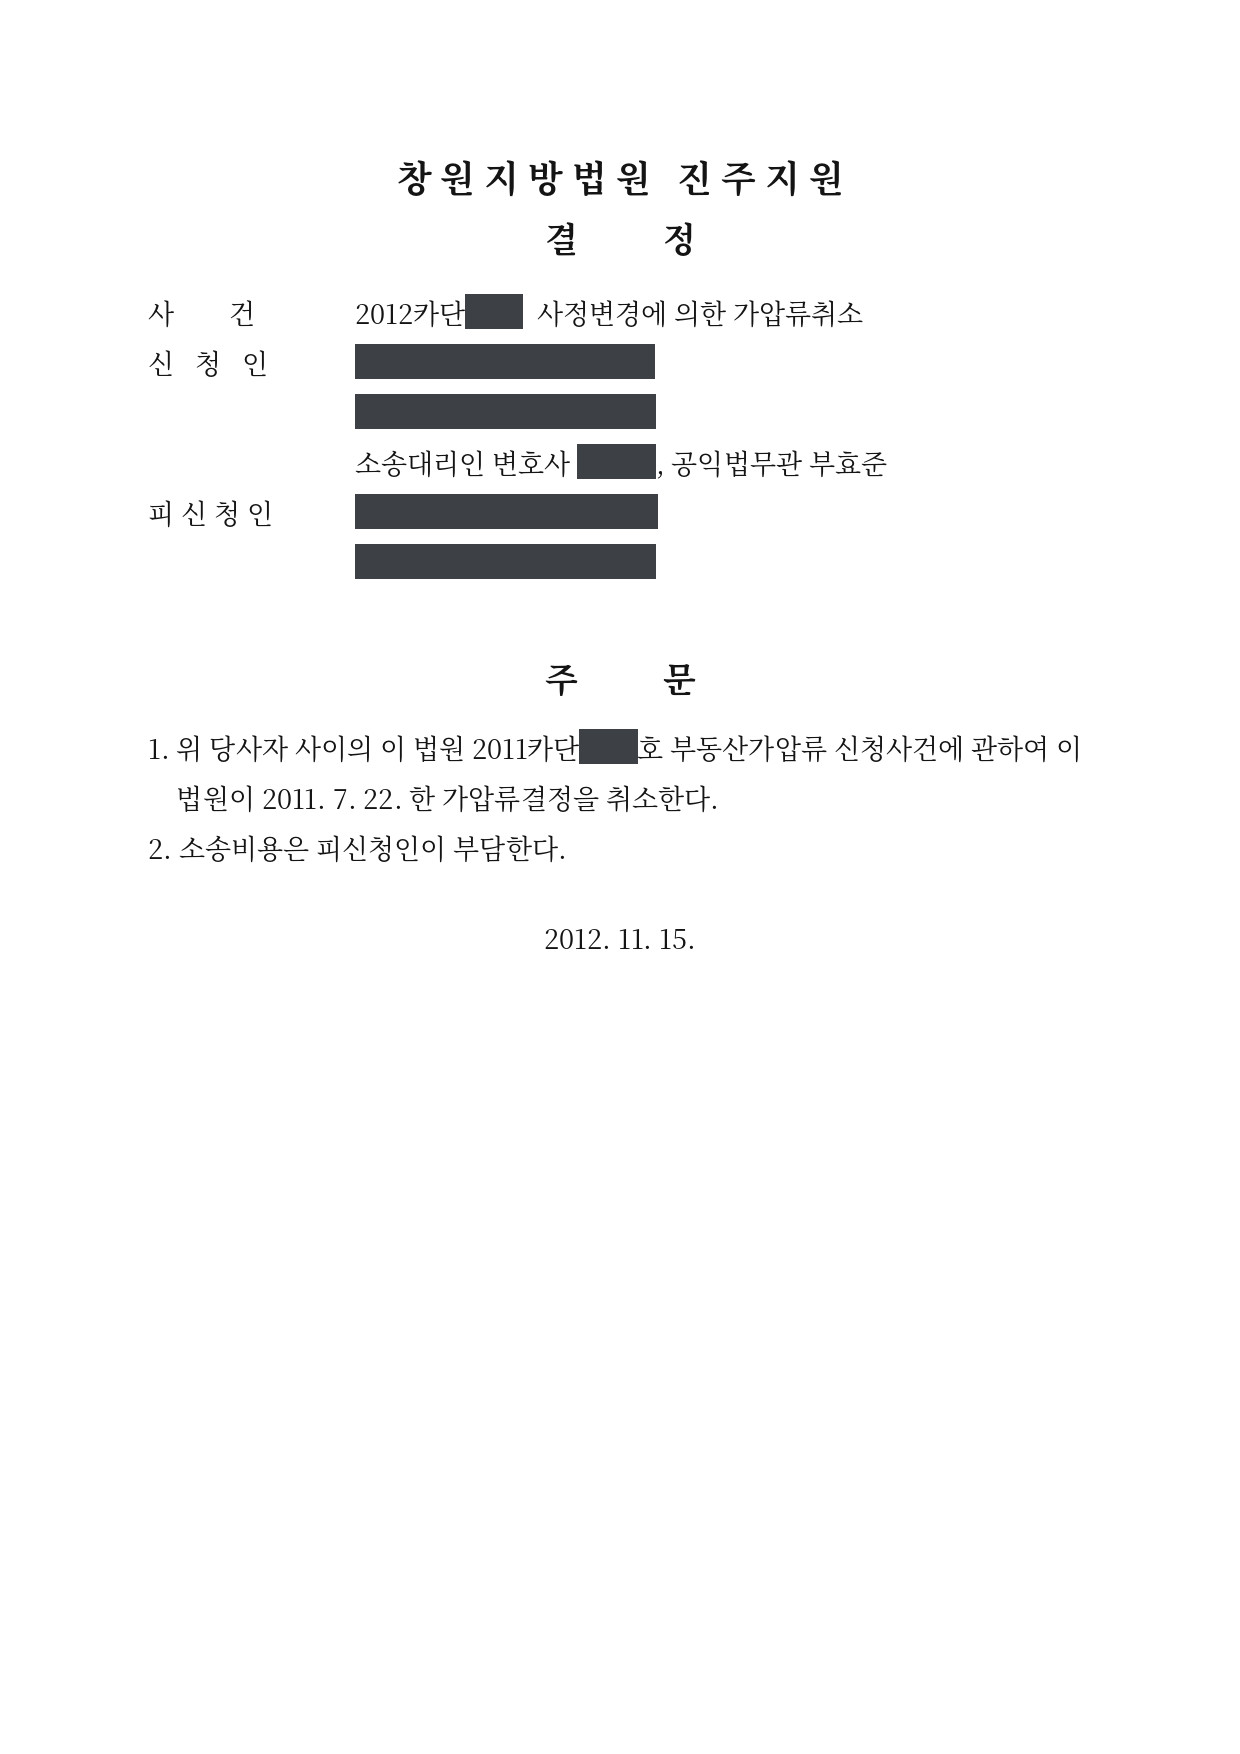 창원지방법원 진주지원
결 정
사 건 2012카단 사정변경에 의한 가압류취소
신 청 인
소송대리인 변호사 , 공익법무관 부효준
피 신 청 인
주 문
1. 위 당사자 사이의 이 법원 2011카단 호 부동산가압류 신청사건에 관하여 이
법원이 2011. 7. 22. 한 가압류결정을 취소한다.
2. 소송비용은 피신청인이 부담한다.
2012. 11. 15.